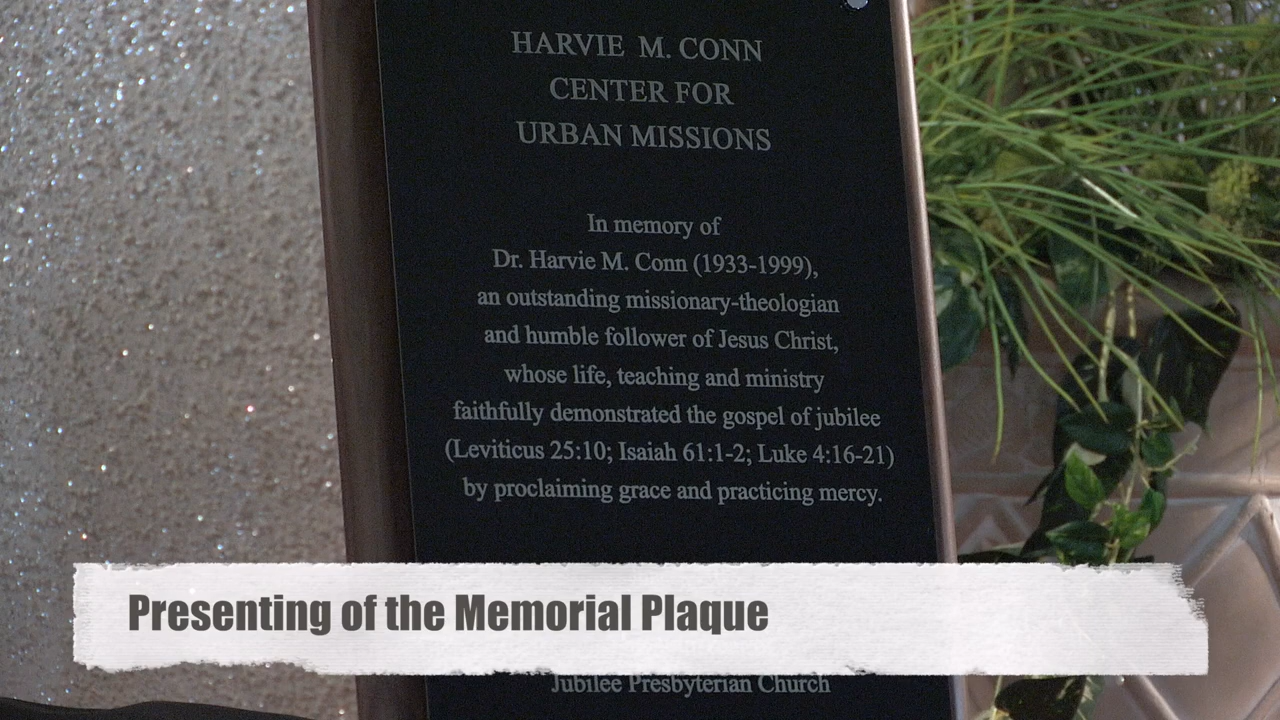 HARVIE M. CONN
CENTER FOR
URBAN MISSIONS
In memory of
Dr. Harvie M. Conn (1933-1999),
an outstanding missionary-theologian
and humble follower of Jesus Christ,
whose life, teaching and ministry
faithfully demonstrated the gospel of jubilee
(Leviticus 25:10; Isaiah 61:1-2; Luke 4:16-21)
by proclaiming grace and practicing mercy.
Presenting of the Memorial Plaque
Jubilee Presbyterian Church